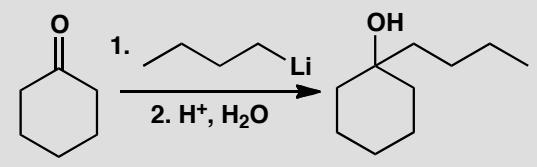 O
1.
Li
2. H⁺, H₂O
OH